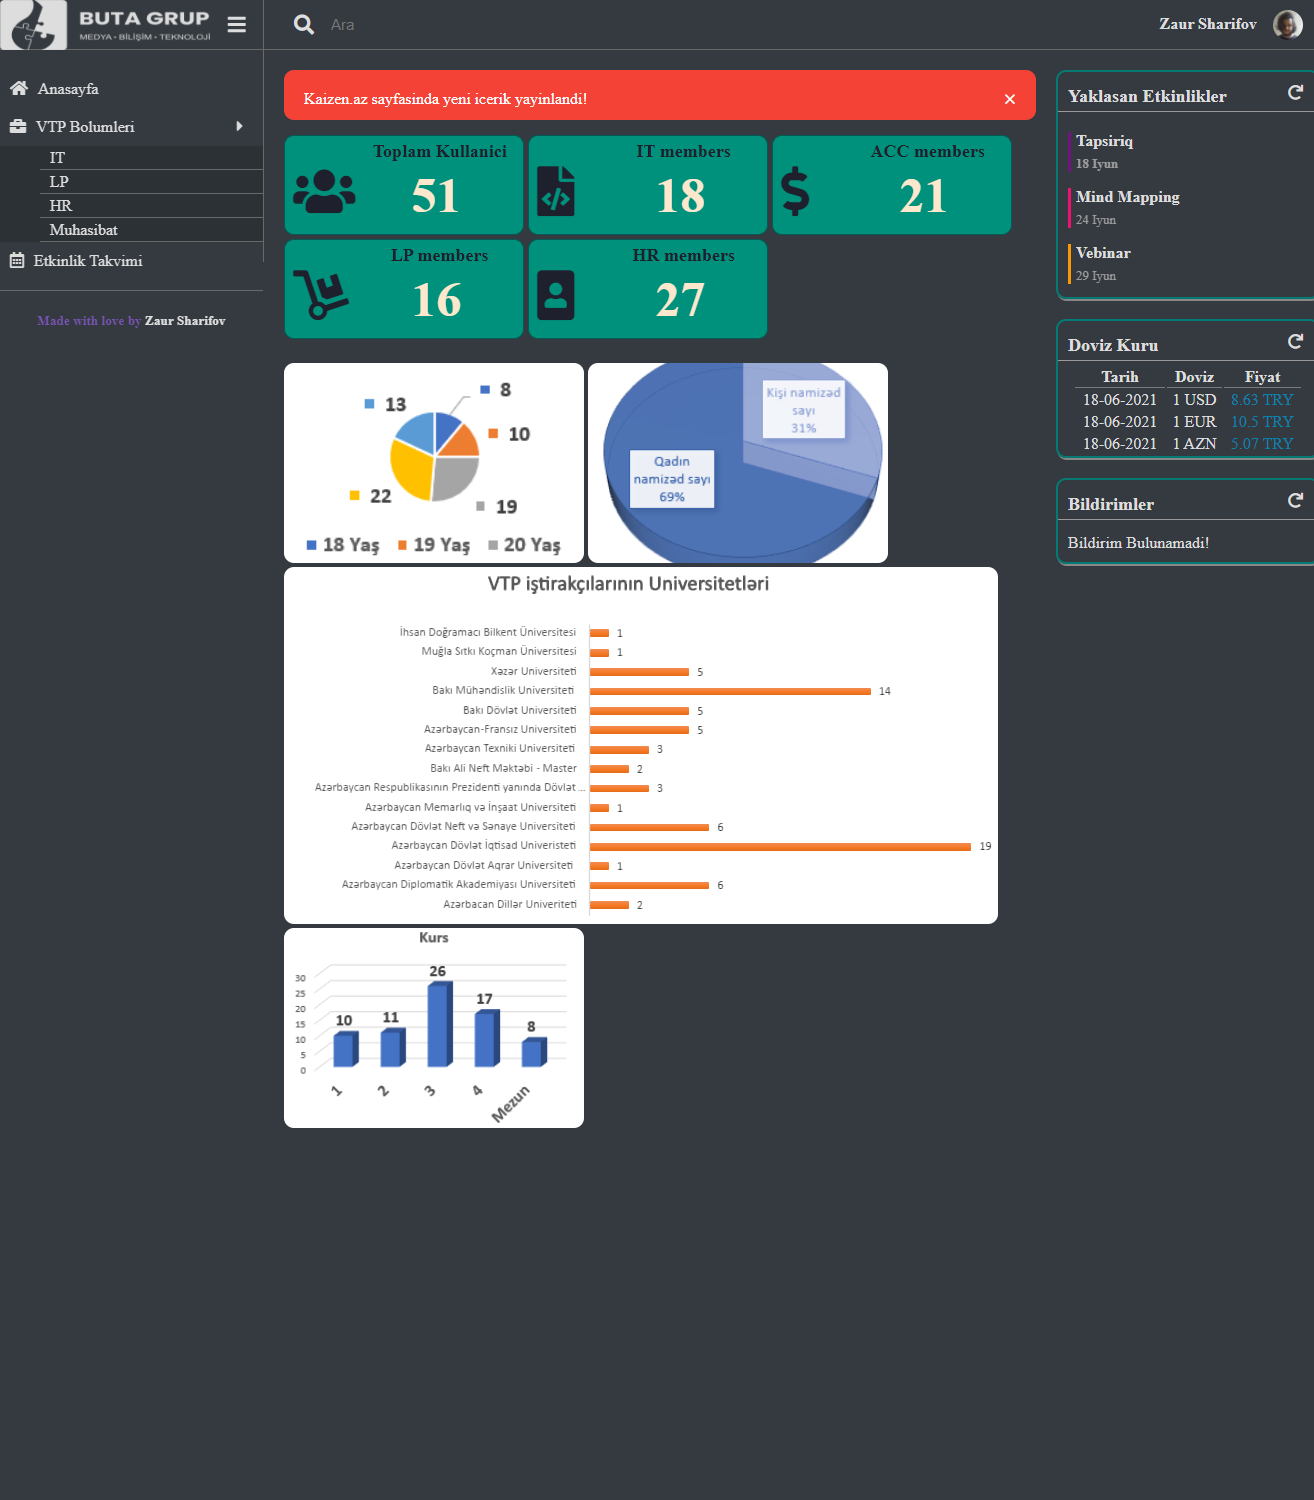 BUTA GRUP
MEDYA - BİLİŞİM - TEKNOLOJİ
Ara
Zaur Sharifov
Anasayfa
VTP Bolumleri
IT
LP
HR
Muhasibat
Etkinlik Takvimi
Made with love by Zaur Sharifov
Kaizen.az sayfasinda yeni icerik yayinlandi!
×
Toplam Kullanici
51
IT members
18
ACC members
21
LP members
16
HR members
27
8
13
10
22
19
18 Yaş 19 Yaş 20 Yaş
Kişi namizəd
sayı
31%
Qadın
namizəd sayı
69%
VTP iştirakçılarının Universitetləri
İhsan Doğramacı Bilkent Üniversitesi 1
Muğla Sıtkı Koçman Üniversitesi 1
Xəzər Universiteti 5
Bakı Mühəndislik Universiteti 14
Bakı Dövlət Universiteti 5
Azərbaycan-Fransız Universiteti 5
Azərbaycan Texniki Universiteti 3
Bakı Ali Neft Məktəbi - Master 2
Azərbaycan Respublikasının Prezidenti yanında Dövlət ... 3
Azərbaycan Memarlıq və İnşaat Universiteti 1
Azərbaycan Dövlət Neft və Sənaye Universiteti 6
Azərbaycan Dövlət İqtisad Univeristeti 19
Azərbaycan Dövlət Aqrar Universiteti 1
Azərbaycan Diplomatik Akademiyası Universiteti 6
Azərbacan Dillər Univeriteti 2
Kurs
30
25
20
15
10
5
0
10
11
26
17
8
1
2
3
4
Mezun
Yaklasan Etkinlikler
Tapsiriq
18 Iyun
Mind Mapping
24 Iyun
Vebinar
29 Iyun
Doviz Kuru
Tarih Doviz Fiyat
18-06-2021 1 USD 8.63 TRY
18-06-2021 1 EUR 10.5 TRY
18-06-2021 1 AZN 5.07 TRY
Bildirimler
Bildirim Bulunamadi!